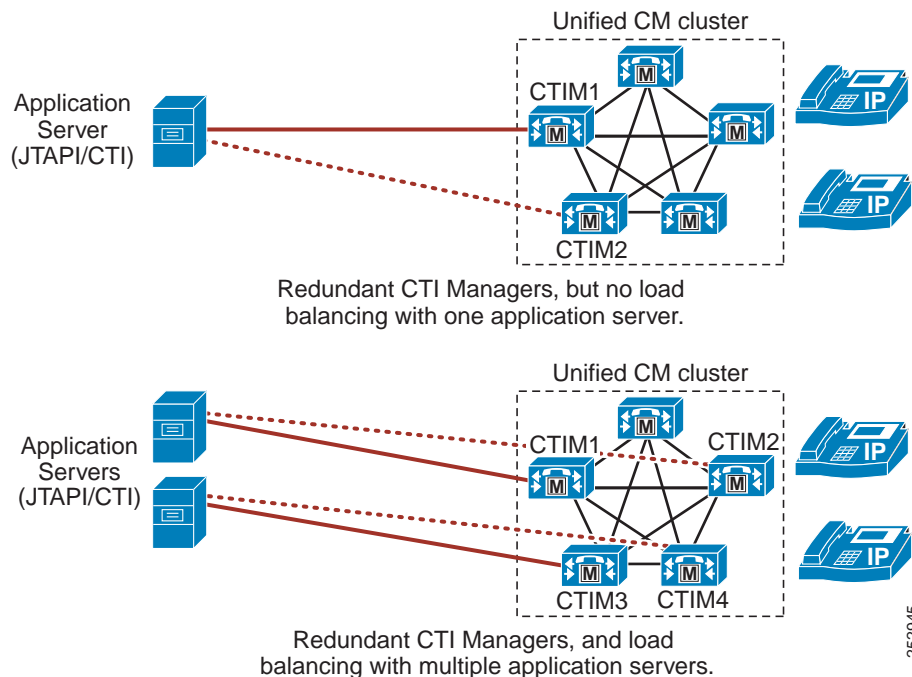 Unified CM cluster
Application
Server
(JTAPI/CTI)
CTIM1
M
M
M
M
M
CTIM2
IP
IP
Redundant CTI Managers, but no load
balancing with one application server.
Unified CM cluster
Application
Servers
(JTAPI/CTI)
CTIM1
CTIM2
M
M
M
M
M
CTIM3
CTIM4
IP
IP
Redundant CTI Managers, and load
balancing with multiple application servers.